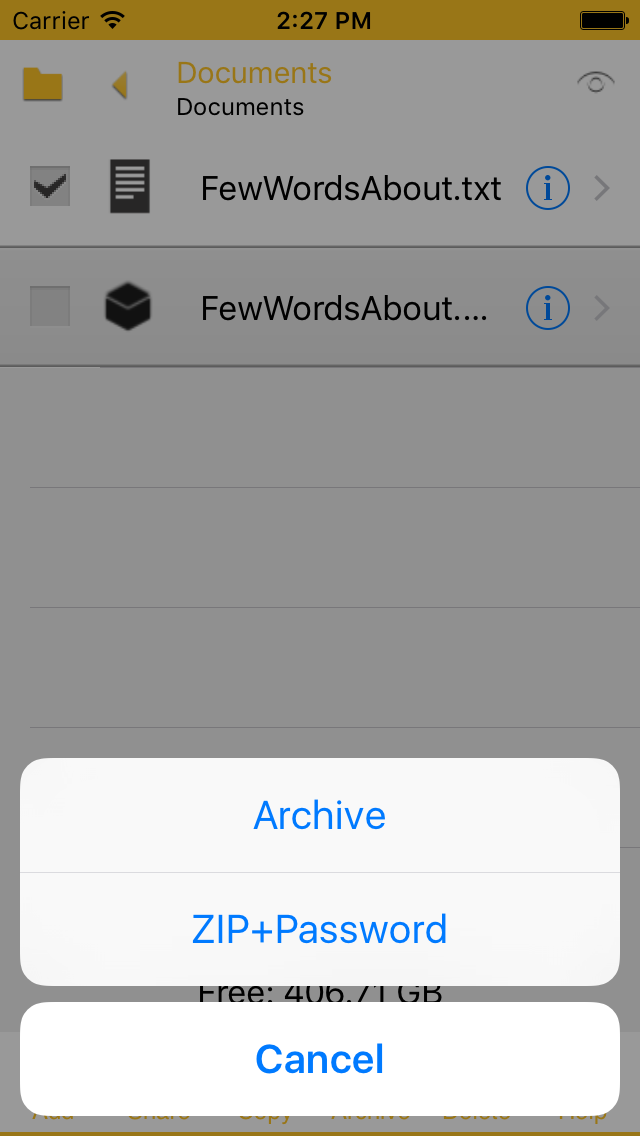 Carrier 2:27 PM
Documents
Documents
FewWordsAbout.txt
FewWordsAbout....
Archive
ZIP+Password
Free: 406.71 GB
Cancel
Add Share Copy Archive Delete Help